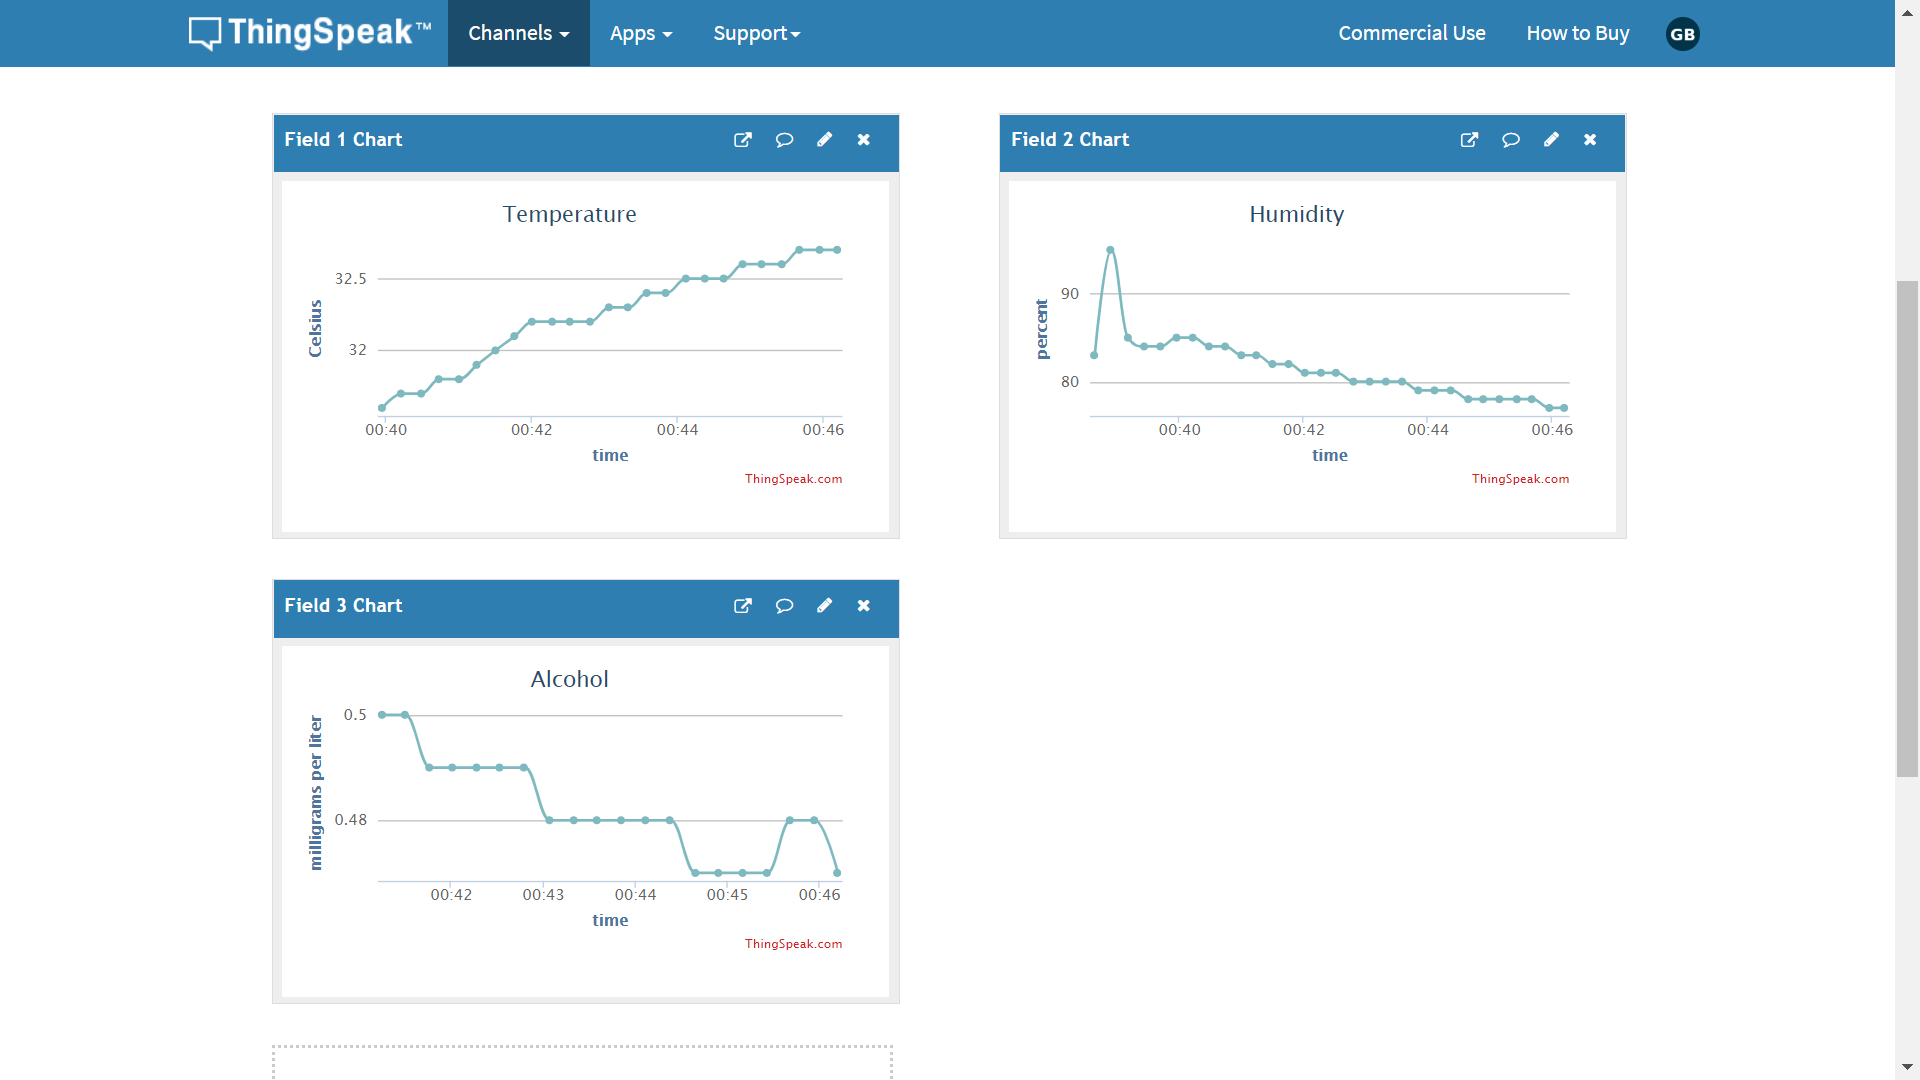 ThingSpeak™ Channels Apps Support Commercial Use How to Buy GB
Field 1 Chart
Temperature
Celsius
32.5
32
00:40 00:42 00:44 00:46
time
ThingSpeak.com
Field 2 Chart
Humidity
percent
90
80
00:40 00:42 00:44 00:46
time
ThingSpeak.com
Field 3 Chart
Alcohol
milligrams per liter
0.5
0.48
00:42 00:43 00:44 00:45 00:46
time
ThingSpeak.com